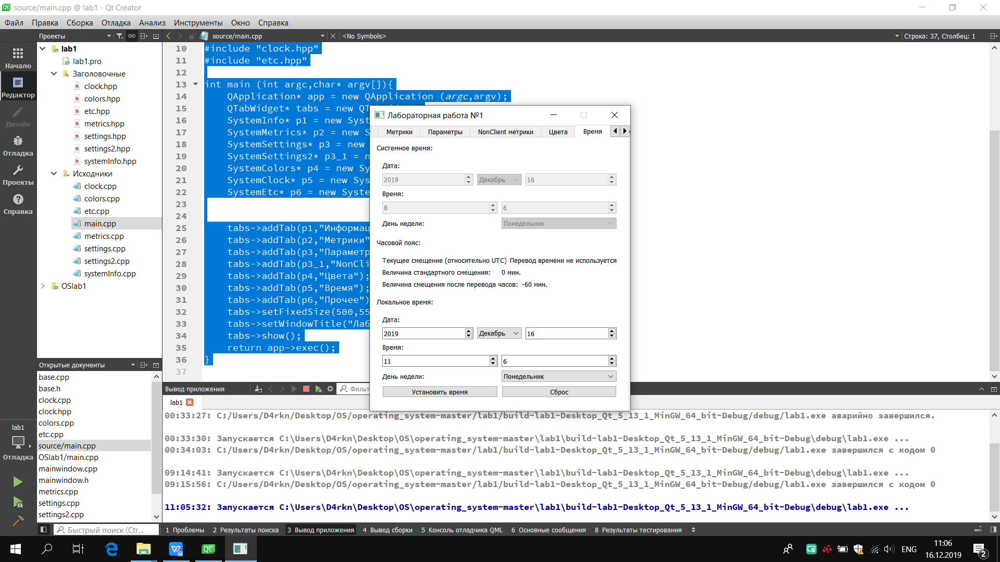 source/main.cpp @ lab1 - Qt Creator
Файл Правка Сборка Отладка Анализ Инструменты Окно Справка
Проекты
source/main.cpp
<No Symbols>
Строка: 37, Столбец: 1
Начало
Редактор
Дизайн
Отладка
Проекты
Справка
lab1
lab1.pro
Заголовочные
clock.hpp
colors.hpp
etc.hpp
metrics.hpp
settings.hpp
settings2.hpp
systemInfo.hpp
Исходники
clock.cpp
colors.cpp
etc.cpp
main.cpp
metrics.cpp
settings.cpp
settings2.cpp
systemInfo.cpp
OSlab1
10 #include "clock.hpp"
11 #include "etc.hpp"
12
13 int main (int argc,char* argv[]){
14 QApplication* app = new QApplication (argc,argv);
15 QTabWidget* tabs = new QT
16 SystemInfo* p1 = new Syst
17 SystemMetrics* p2 = new S
18 SystemSettings* p3 = new
19 SystemSettings2* p3_1 = n
20 SystemColors* p4 = new Sy
21 SystemClock* p5 = new Sys
22 SystemEtc* p6 = new Syste
23
24
25 tabs->addTab(p1,"Информац
26 tabs->addTab(p2,"Метрики"
27 tabs->addTab(p3,"Параметр
28 tabs->addTab(p3_1,"NonCli
29 tabs->addTab(p4,"Цвета");
30 tabs->addTab(p5,"Время");
31 tabs->addTab(p6,"Прочее")
32 tabs->setFixedSize(500,55
33 tabs->setWindowTitle("Лаб
34 tabs->show();
35 return app->exec();
36 }
37
Лабораторная работа №1
Метрики Параметры NonClient метрики Цвета Время
Системное время:
Дата:
2019 Декабрь 16
Время:
8 6
День недели: Понедельник
Часовой пояс:
Текущее смещение (относительно UTC) Перевод времени не используется
Величина стандартного смещения: 0 мин.
Величина смещения после перевода часов: -60 мин.
Локальное время:
Дата:
2019 Декабрь 16
Время:
11 6
День недели: Понедельник
Установить время Сброс
Открытые документы
base.cpp
base.h
clock.cpp
clock.hpp
colors.cpp
etc.cpp
source/main.cpp
OSlab1/main.cpp
mainwindow.cpp
mainwindow.h
metrics.cpp
settings.cpp
settings2.cpp
lab1
Отладка
Вывод приложения
Фильт
lab1
00:33:27: C:/Users/D4rkn/Desktop/OS/operating_system-master/lab1/build-lab1-Desktop_Qt_5_13_1_MinGW_64_bit-Debug/debug/lab1.exe аварийно завершился.
00:33:30: Запускается C:\Users\D4rkn\Desktop\OS\operating_system-master\lab1\build-lab1-Desktop_Qt_5_13_1_MinGW_64_bit-Debug\debug\lab1.exe ...
00:34:03: C:/Users/D4rkn/Desktop/OS/operating_system-master/lab1/build-lab1-Desktop_Qt_5_13_1_MinGW_64_bit-Debug/debug/lab1.exe завершился с кодом 0
09:14:41: Запускается C:\Users\D4rkn\Desktop\OS\operating_system-master\lab1\build-lab1-Desktop_Qt_5_13_1_MinGW_64_bit-Debug\debug\lab1.exe ...
09:15:56: C:/Users/D4rkn/Desktop/OS/operating_system-master/lab1/build-lab1-Desktop_Qt_5_13_1_MinGW_64_bit-Debug/debug/lab1.exe завершился с кодом 0
11:05:32: Запускается C:\Users\D4rkn\Desktop\OS\operating_system-master\lab1\build-lab1-Desktop_Qt_5_13_1_MinGW_64_bit-Debug\debug\lab1.exe ...
Быстрый поиск (Ctr...
1 Проблемы 2 Результаты поиска 3 Вывод приложения 4 Вывод сборки 5 Консоль отладчика QML 6 Основные сообщения 8 Результаты тестирования
ENG
11:06
16.12.2019
2